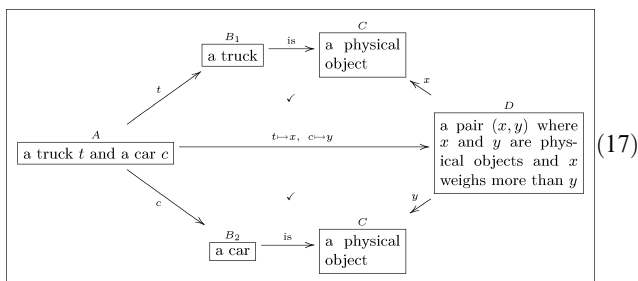 B₁
a truck
is
C
a physical
object
t
✓
x
A
a truck t and a car c
t↦x, c↦y
D
a pair (x, y) where
x and y are phys-
ical objects and x
weighs more than y
(17)
c
✓
y
B₂
a car
is
C
a physical
object